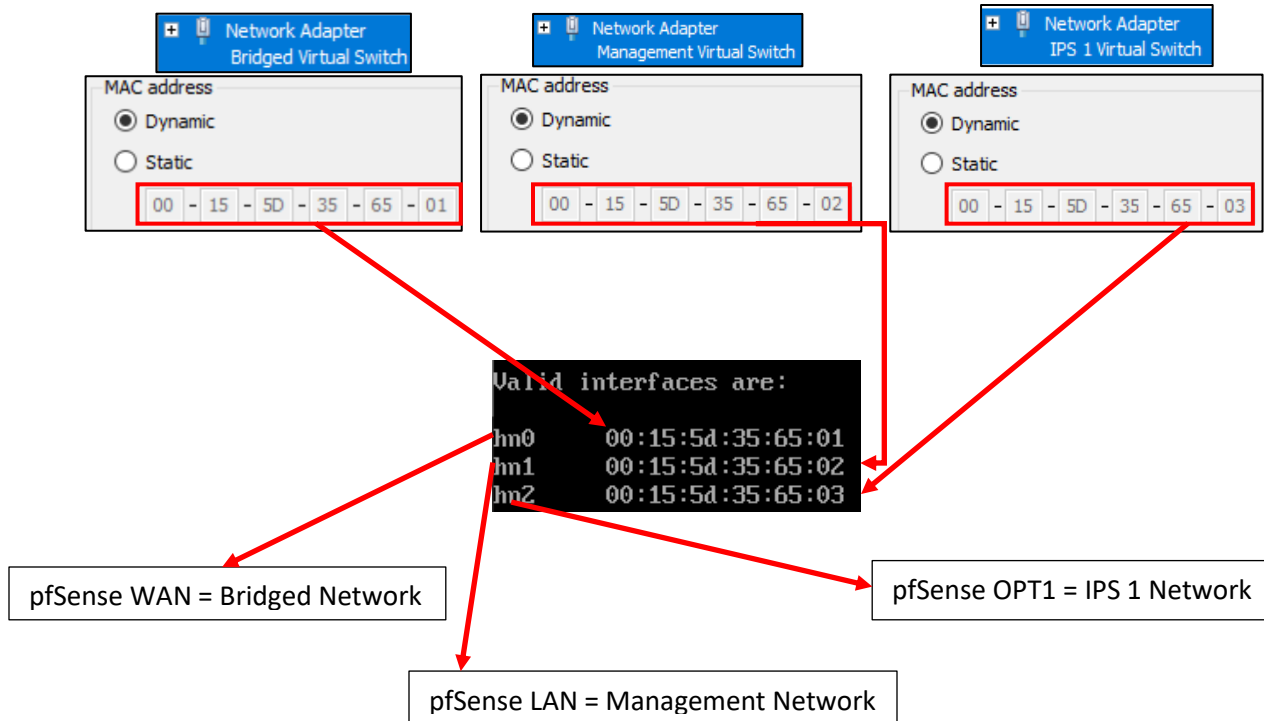 Network Adapter
Bridged Virtual Switch
MAC address
Dynamic
Static
00 - 15 - 5D - 35 - 65 - 01
Network Adapter
Management Virtual Switch
MAC address
Dynamic
Static
00 - 15 - 5D - 35 - 65 - 02
Network Adapter
IPS 1 Virtual Switch
MAC address
Dynamic
Static
00 - 15 - 5D - 35 - 65 - 03
Valid interfaces are:
hn0 00:15:5d:35:65:01
hn1 00:15:5d:35:65:02
hn2 00:15:5d:35:65:03
pfSense WAN = Bridged Network
pfSense OPT1 = IPS 1 Network
pfSense LAN = Management Network